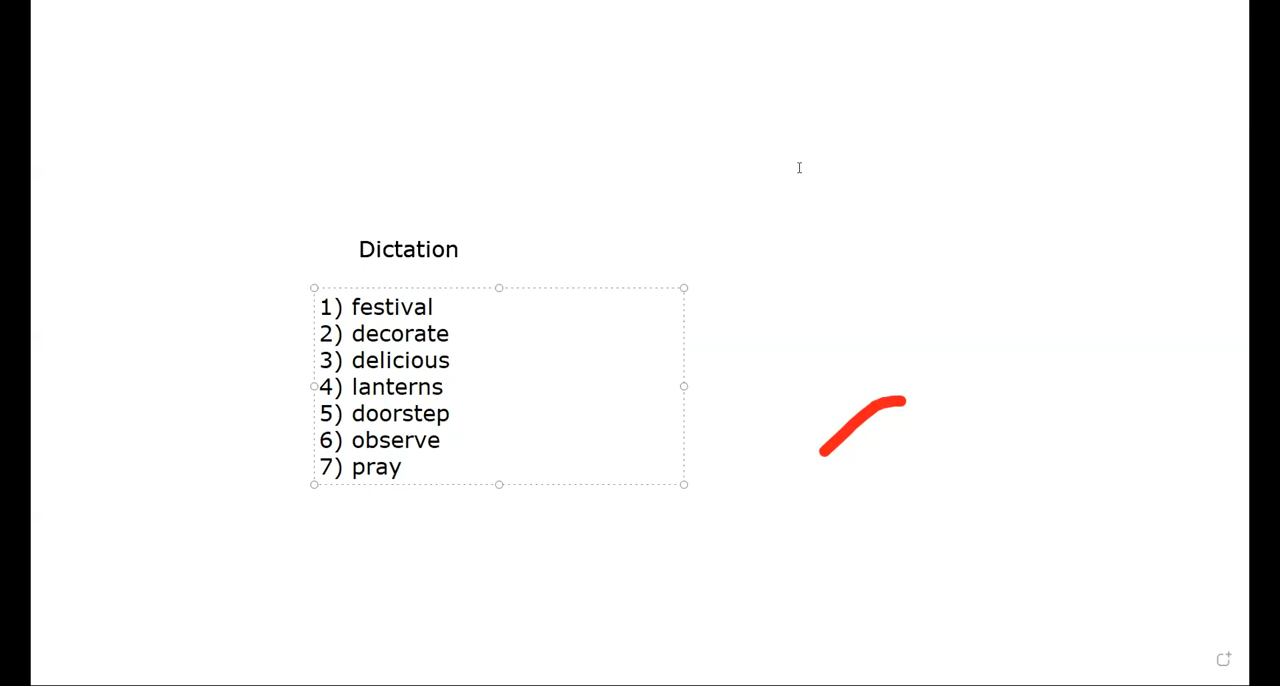 Dictation
1) festival
2) decorate
3) delicious
4) lanterns
5) doorstep
6) observe
7) pray